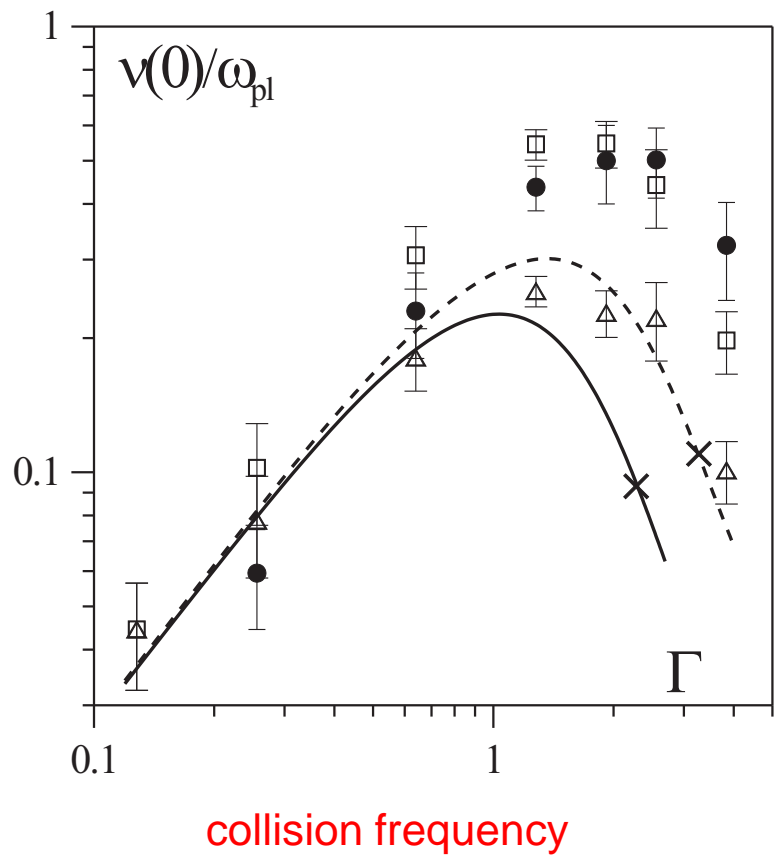 1
ν(0)/ω_pl
0.1
Γ
0.1 1
collision frequency